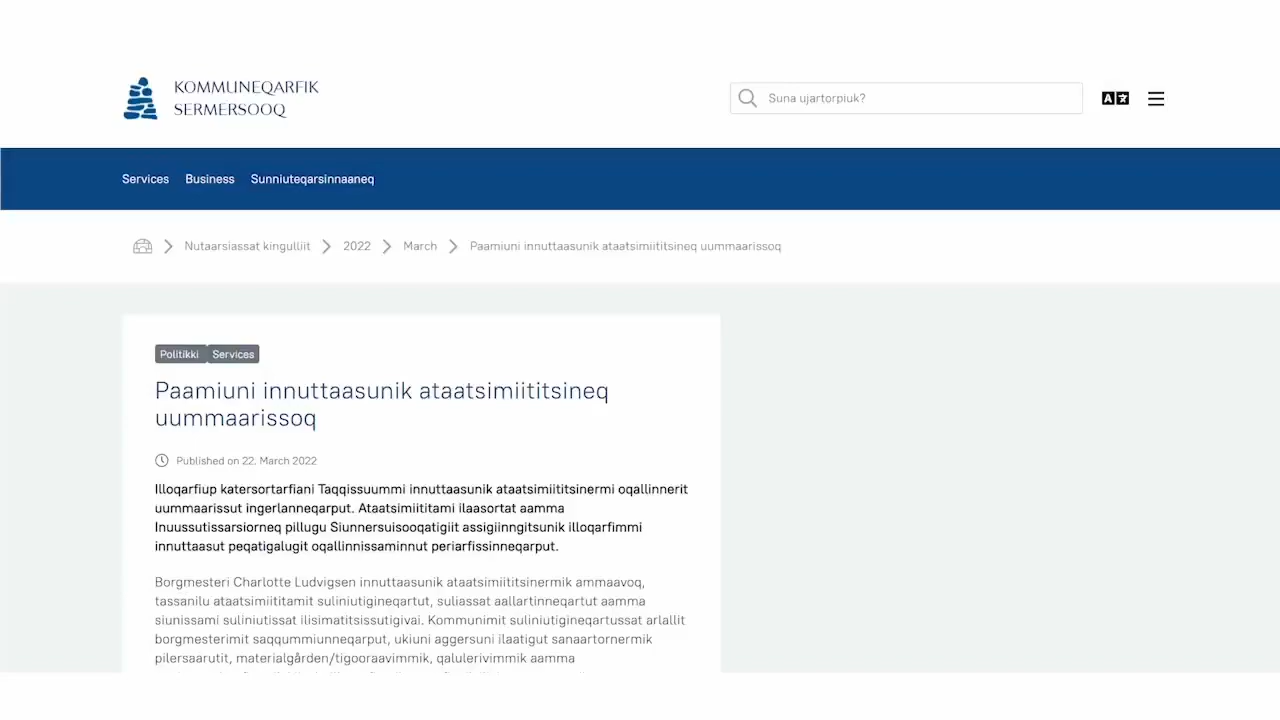 KOMMUNEQARFIK
SERMERSOOQ
Suna ujartorpiuk?
Services Business Sunniuteqarsinnaaneq
Nutaarsiassat kingulliit 2022 March Paamiuni innuttaasunik ataatsimiititsineq uummaarissoq
Politikki Services
Paamiuni innuttaasunik ataatsimiititsineq
uummaarissoq
Published on 22. March 2022
Illoqarfiup katersortarfiani Taqqissuummi innuttaasunik ataatsimiititsinermi oqallinnerit
uummaarissut ingerlanneqarput. Ataatsimiititami ilaasortat aamma
Inuussutissarsiorneq pillugu Siunnersuisooqatigiit assigiinngitsunik illoqarfimmi
innuttaasut peqatigalugit oqallinnissaminnut periarfissinneqarput.
Borgmesteri Charlotte Ludvigsen innuttaasunik ataatsimiititsinermik ammaavoq,
tassanilu ataatsimiititamit suliniutigineqartut, suliassat aallartinneqartut aamma
siunissami suliniutissat ilisimatitsissutigivai. Kommunimit suliniutigineqartussat arlallit
borgmesterimit saqqummiunneqarput, ukiuni aggersuni ilaatigut sanaartornermik
pilersaarutit, materialgården/tigooraavimmik, qalulerivimmik aamma